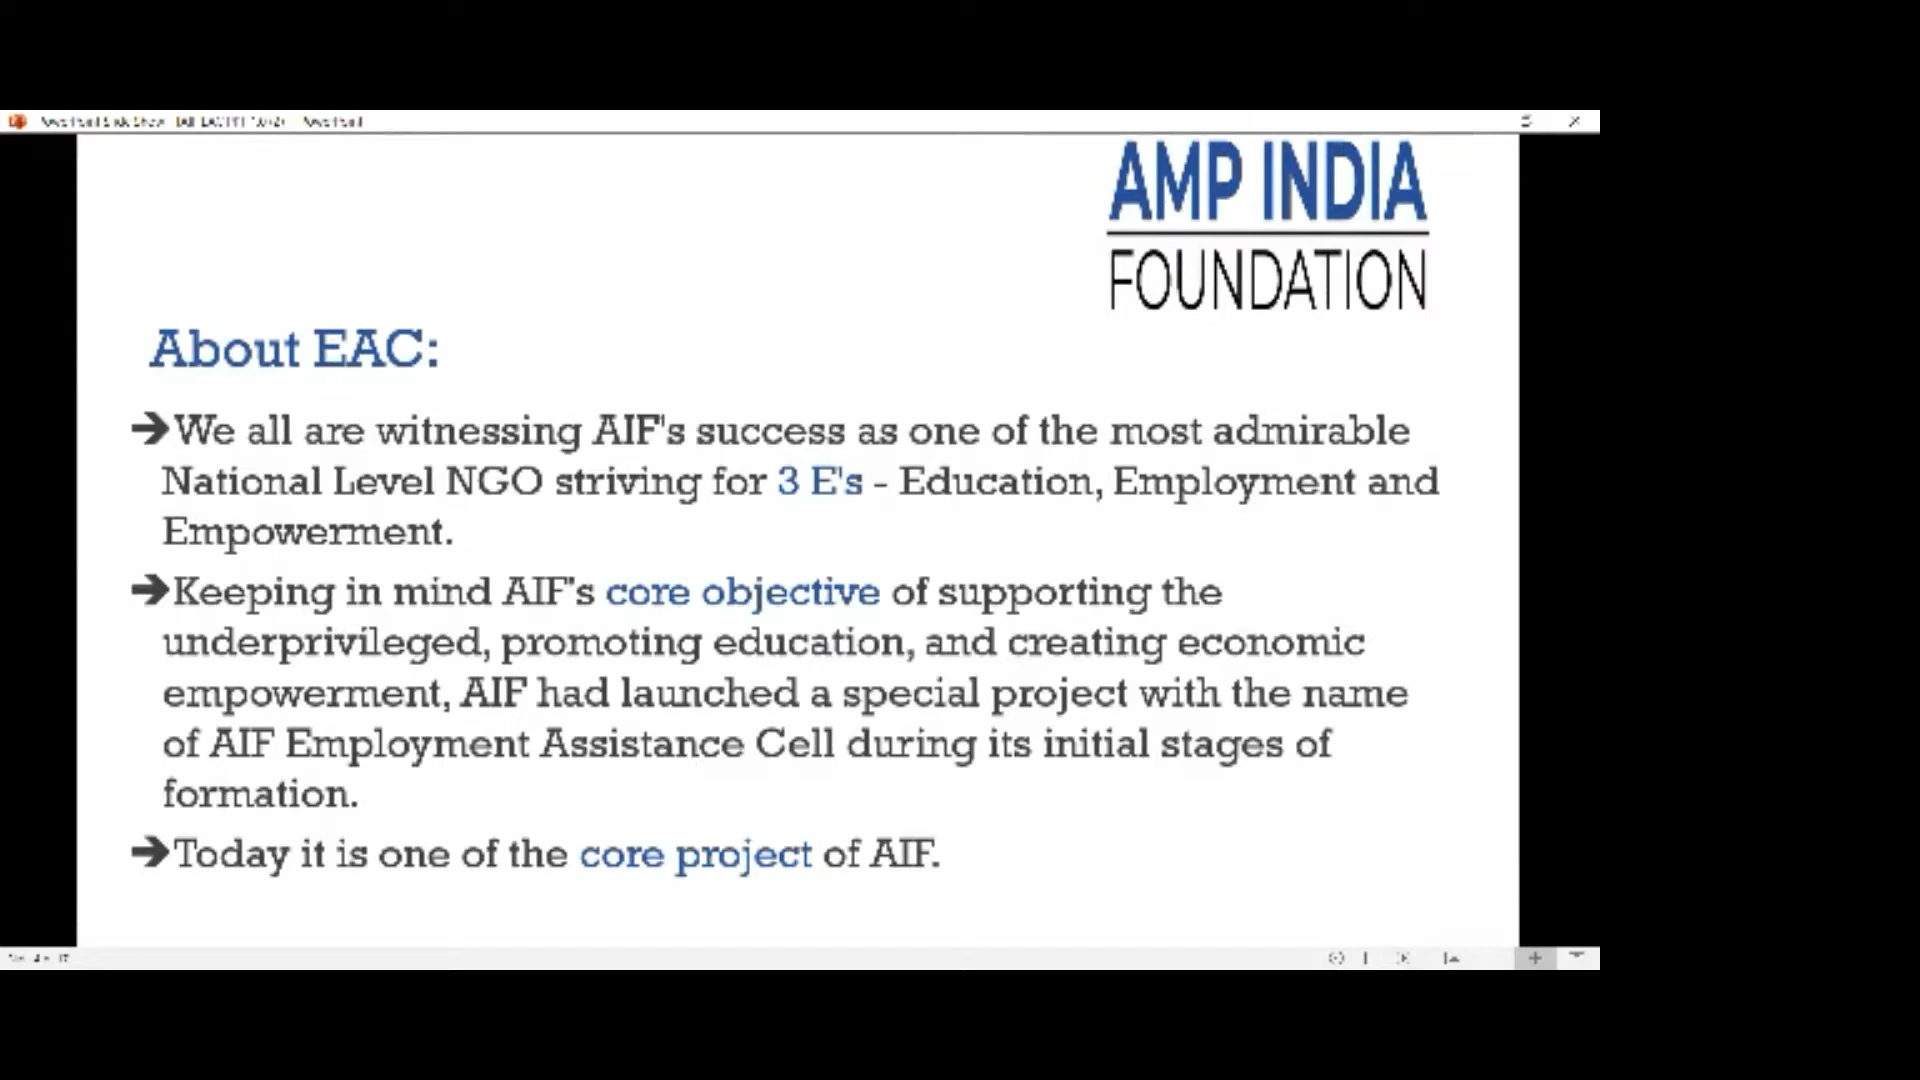 AMP INDIA
FOUNDATION
About EAC:
➔We all are witnessing AIF's success as one of the most admirable
National Level NGO striving for 3 E's - Education, Employment and
Empowerment.
➔Keeping in mind AIF's core objective of supporting the
underprivileged, promoting education, and creating economic
empowerment, AIF had launched a special project with the name
of AIF Employment Assistance Cell during its initial stages of
formation.
➔Today it is one of the core project of AIF.